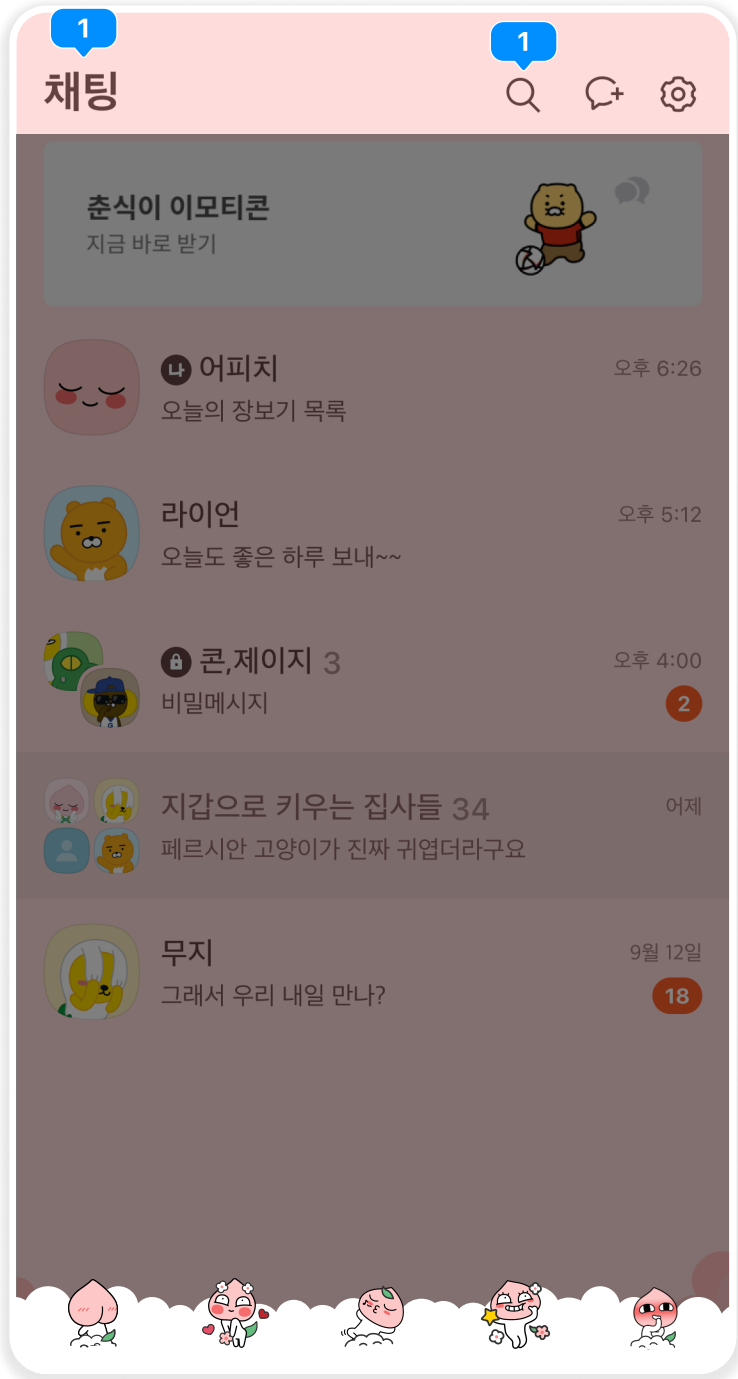 1
1
채팅
춘식이 이모티콘
지금 바로 받기
나 어피치
오후 6:26
오늘의 장보기 목록
라이언
오후 5:12
오늘도 좋은 하루 보내~~
콘,제이지 3
오후 4:00
비밀메시지
2
지갑으로 키우는 집사들 34
어제
페르시안 고양이가 진짜 귀엽더라구요
무지
9월 12일
그래서 우리 내일 만나?
18